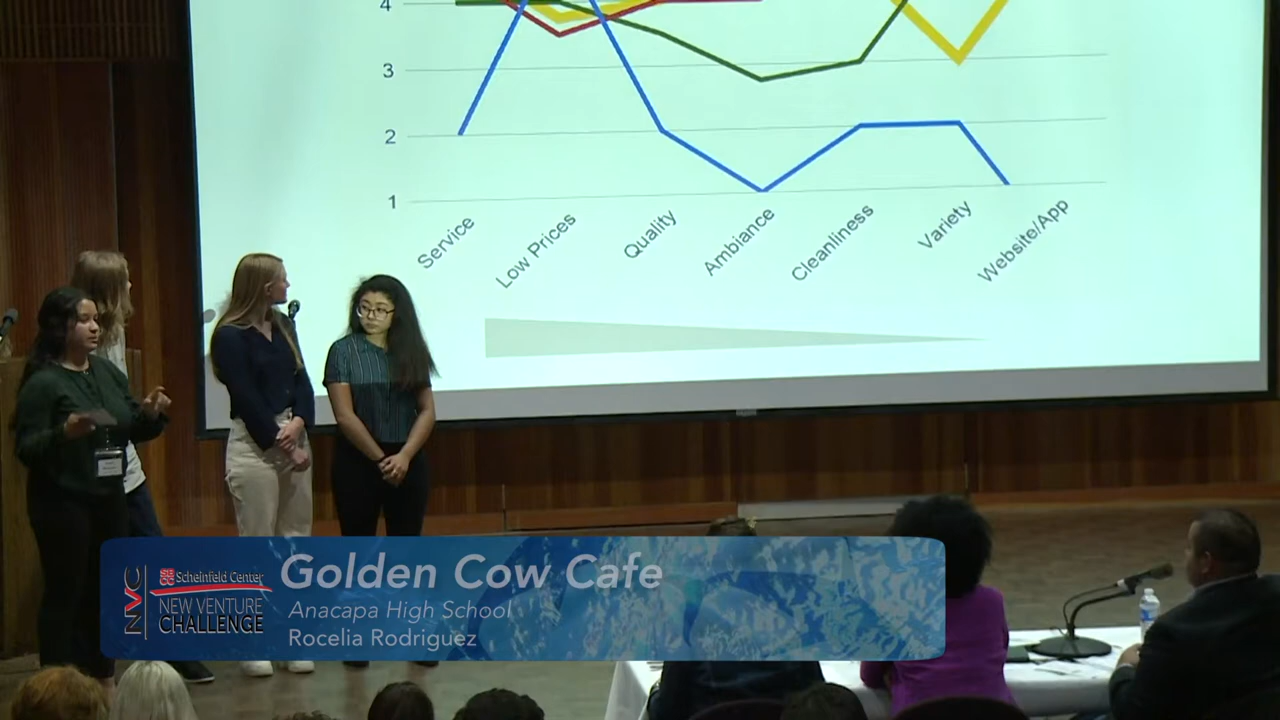 4
3
2
1
Service
Low Prices
Quality
Ambiance
Cleanliness
Variety
Website/App
NVC
SBCC Scheinfeld Center
NEW VENTURE
CHALLENGE
Golden Cow Cafe
Anacapa High School
Rocelia Rodriguez